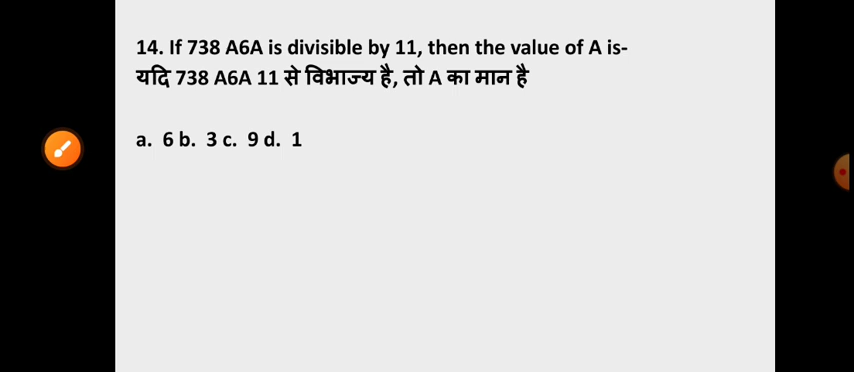 14. If 738 A6A is divisible by 11, then the value of A is-
यदि 738 A6A 11 से विभाज्य है, तो A का मान है
a. 6 b. 3 c. 9 d. 1